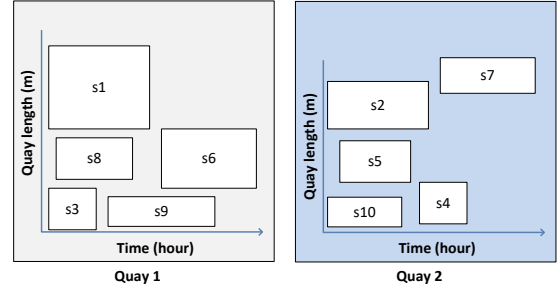 Quay length (m)
s1
s8
s6
s3
s9
Time (hour)
Quay 1
Quay length (m)
s7
s2
s5
s4
s10
Time (hour)
Quay 2